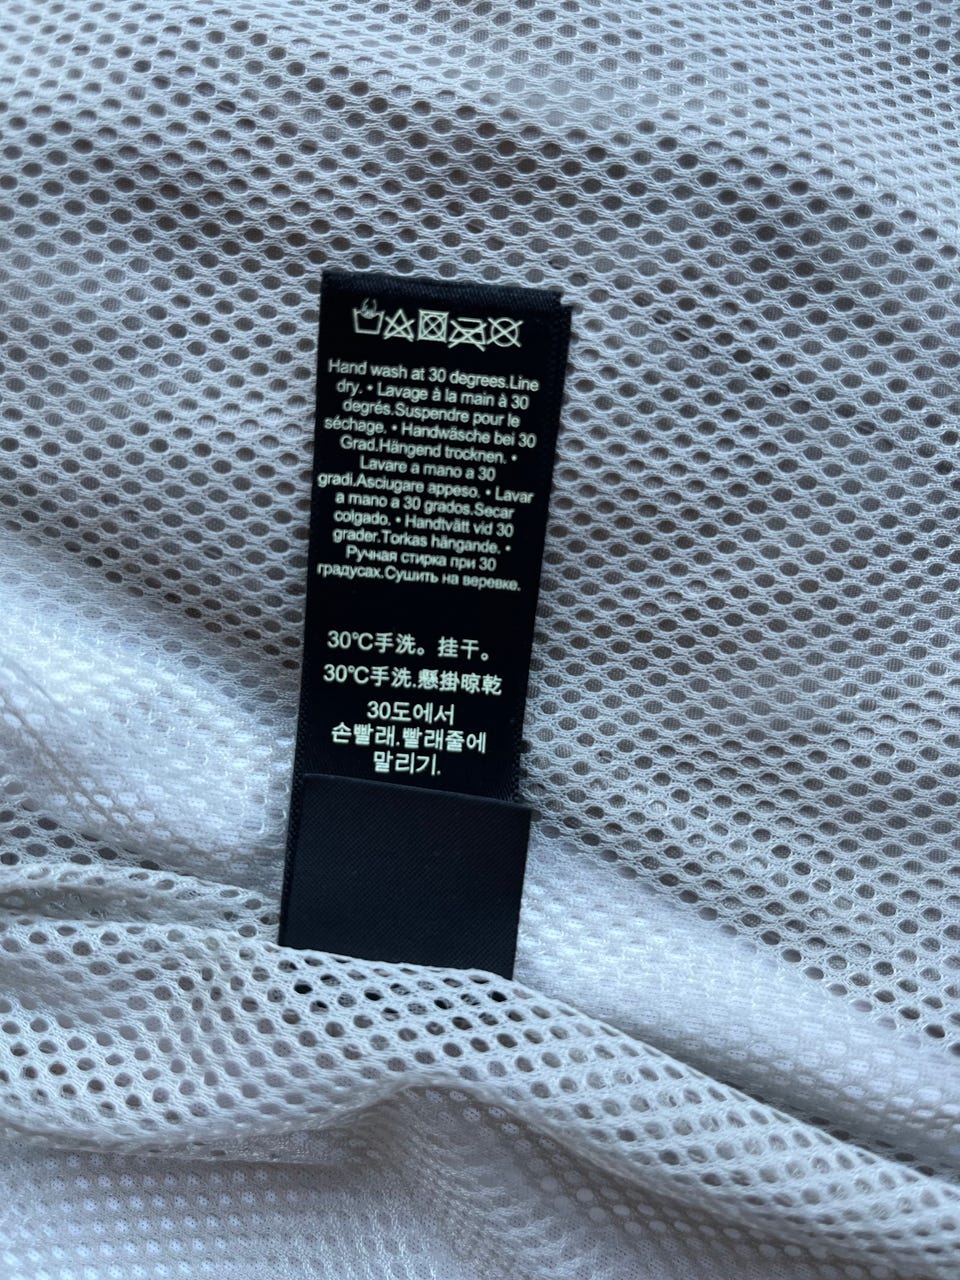 Hand wash at 30 degrees.Line
dry. • Lavage à la main à 30
degrés.Suspendre pour le
séchage. • Handwäsche bei 30
Grad.Hängend trocknen. •
Lavare a mano a 30
gradi.Asciugare appeso. • Lavar
a mano a 30 grados.Secar
colgado. • Handtvätt vid 30
grader.Torkas hängande. •
Ручная стирка при 30
градусах.Сушить на веревке.
30℃手洗。挂干。
30℃手洗.懸掛晾乾
30도에서
손빨래.빨래줄에
말리기.